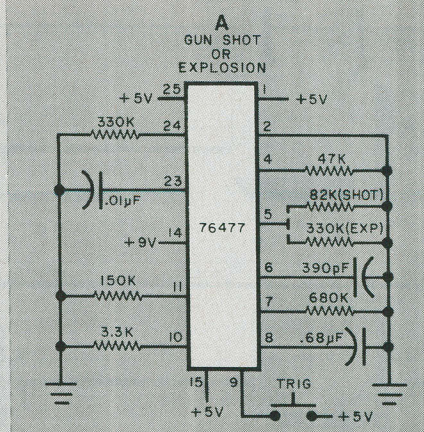 A
GUN SHOT
OR
EXPLOSION
25
1
+5V
+5V
330K
24
2
4
47K
82K(SHOT)
23
.01µF
5
76477
330K(EXP)
14
+9V
6
390pF
150K
11
7
680K
3.3K
10
8
.68µF
15
9
TRIG
+5V
+5V